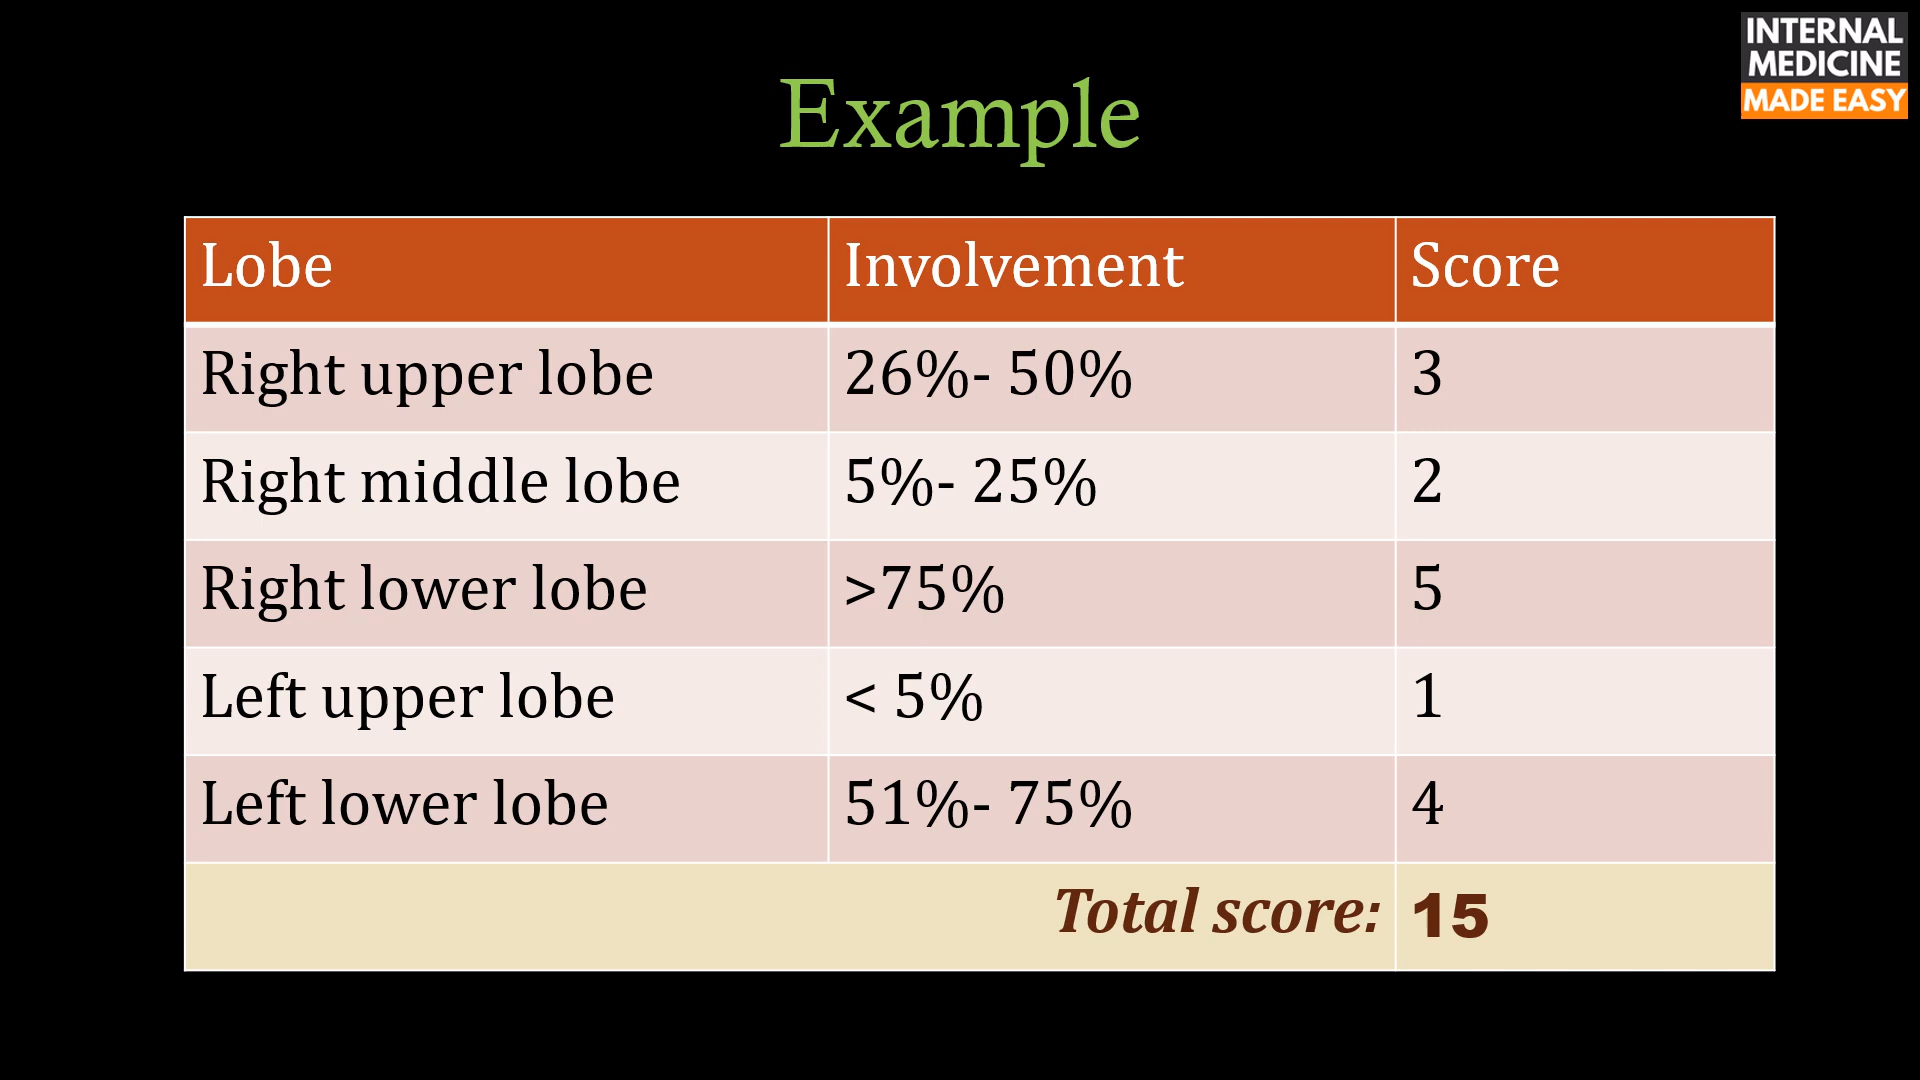 INTERNAL
MEDICINE
MADE EASY
Example
Lobe Involvement Score
Right upper lobe 26%- 50% 3
Right middle lobe 5%- 25% 2
Right lower lobe >75% 5
Left upper lobe < 5% 1
Left lower lobe 51%- 75% 4
Total score: 15